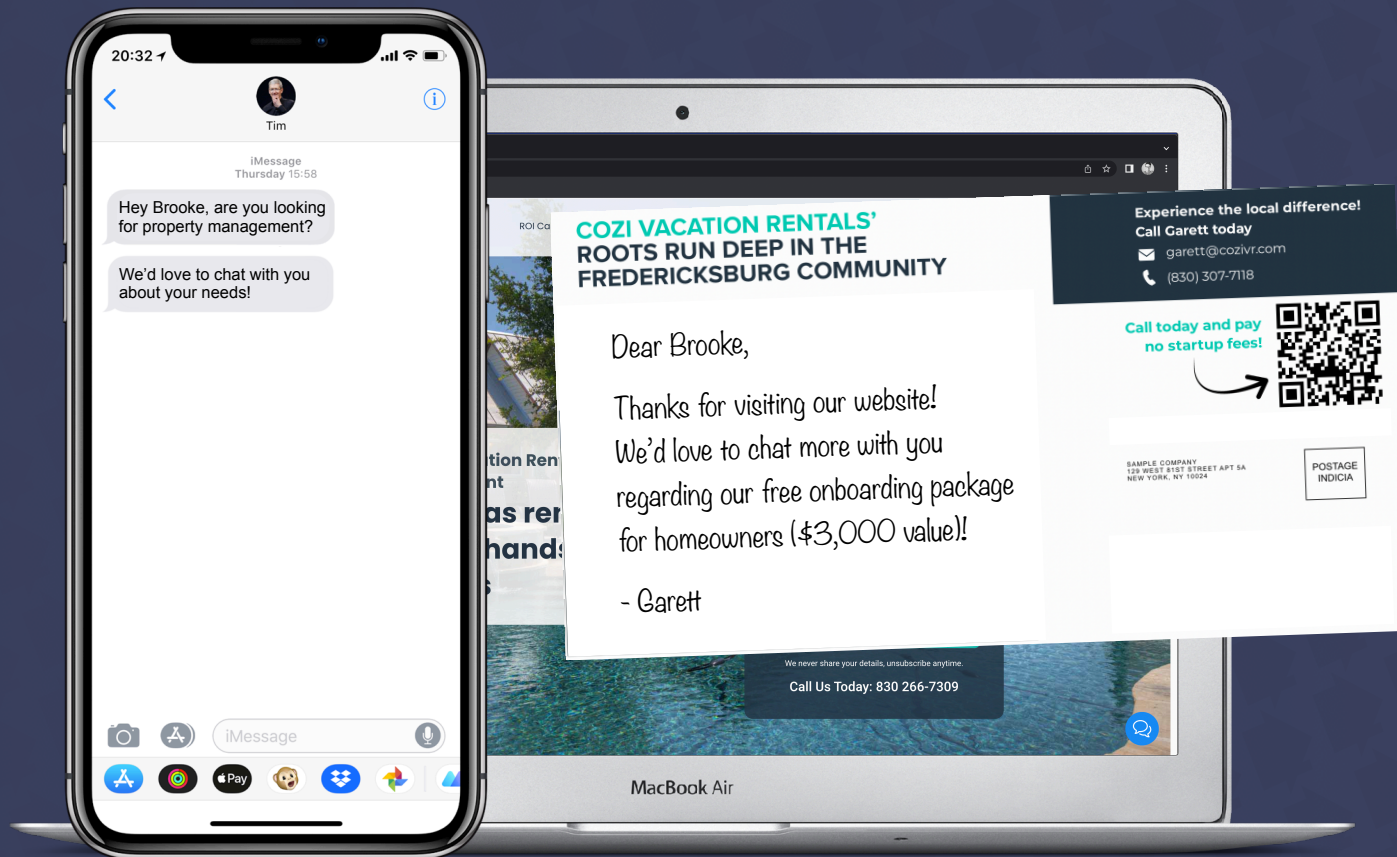 20:32
Tim
iMessage
Thursday 15:58
Hey Brooke, are you looking
for property management?
We'd love to chat with you
about your needs!
iMessage
Pay
ROI Ca
tion Ren
nt
as rer
hands
s
COZI VACATION RENTALS'
ROOTS RUN DEEP IN THE
FREDERICKSBURG COMMUNITY
Dear Brooke,
Thanks for visiting our website!
We'd love to chat more with you
regarding our free onboarding package
for homeowners ($3,000 value)!
- Garett
Experience the local difference!
Call Garett today
garett@cozivr.com
(830) 307-7118
Call today and pay
no startup fees!
SAMPLE COMPANY
129 WEST 81ST STREET APT 5A
NEW YORK, NY 10024
POSTAGE
INDICIA
We never share your details, unsubscribe anytime.
Call Us Today: 830 266-7309
MacBook Air